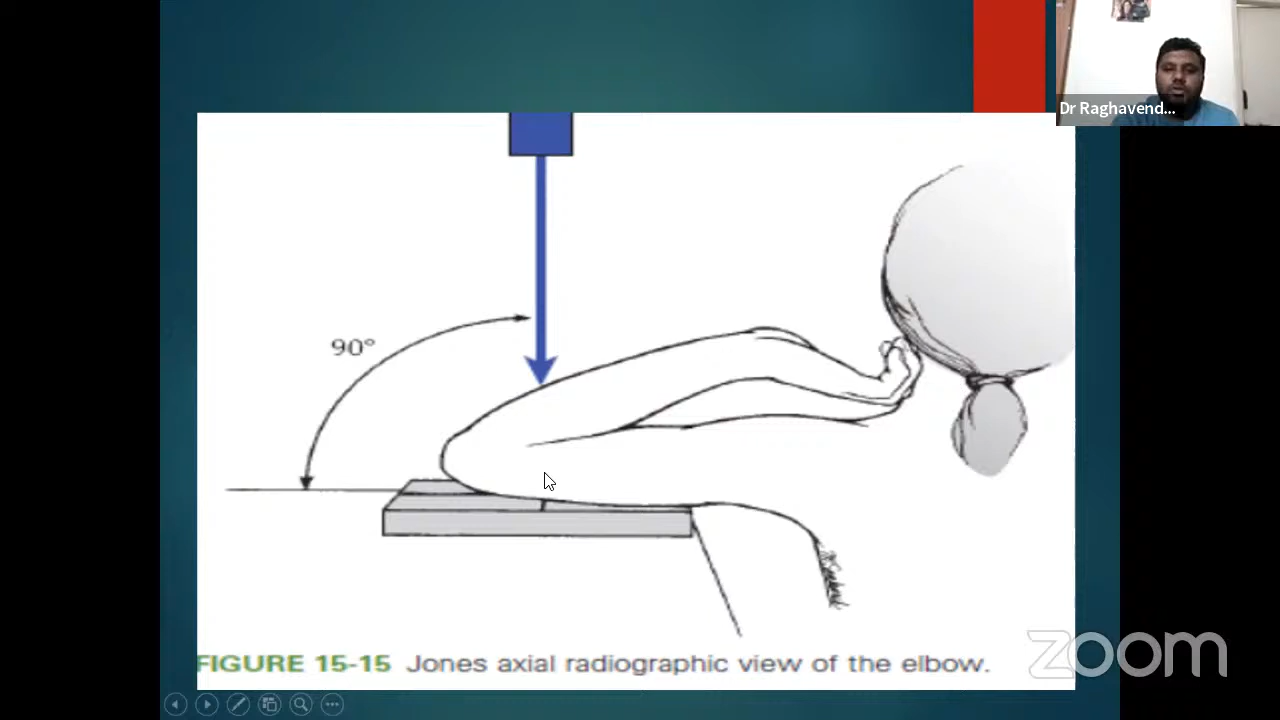 Dr Raghavend...
90°
FIGURE 15-15 Jones axial radiographic view of the elbow.
zoom